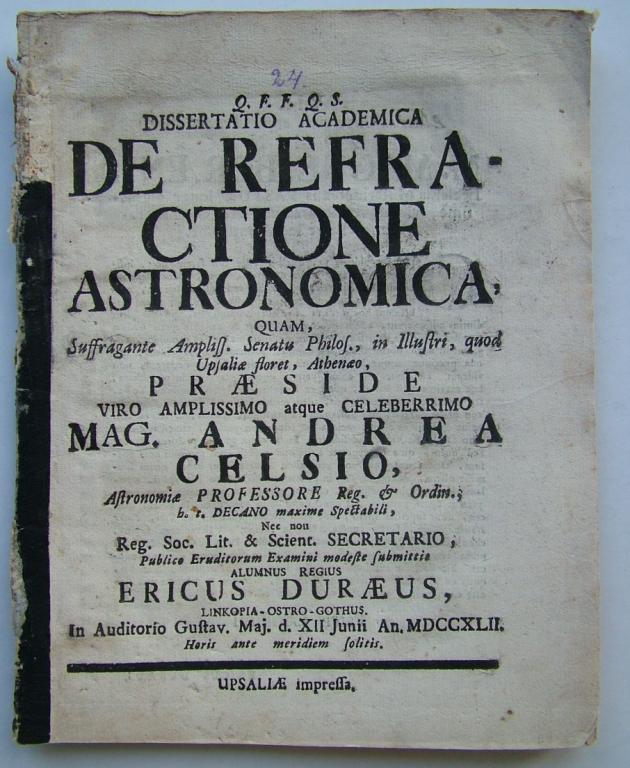 24.
Q. F. F. Q. S.
DISSERTATIO ACADEMICA
DE REFRA-
CTIONE
ASTRONOMICA,
QUAM,
Suffragante Ampliſſ. Senatu Philoſ., in Illuſtri, quod
Upſaliæ floret, Athenæo,
PRÆSIDE
VIRO AMPLISSIMO atque CELEBERRIMO
MAG. ANDREA
CELSIO,
Aſtronomiæ PROFESSORE Reg. & Ordin.;
h. t. DECANO maxime Spectabili,
Nec non
Reg. Soc. Lit. & Scient. SECRETARIO,
Publico Eruditorum Examini modeſte ſubmittit
ALUMNUS REGIUS
ERICUS DURÆUS,
LINKOPIA-OSTRO-GOTHUS.
In Auditorio Guſtav. Maj. d. XII Junii An. MDCCXLII.
Horis ante meridiem ſolitis.
UPSALIÆ impreſſa.